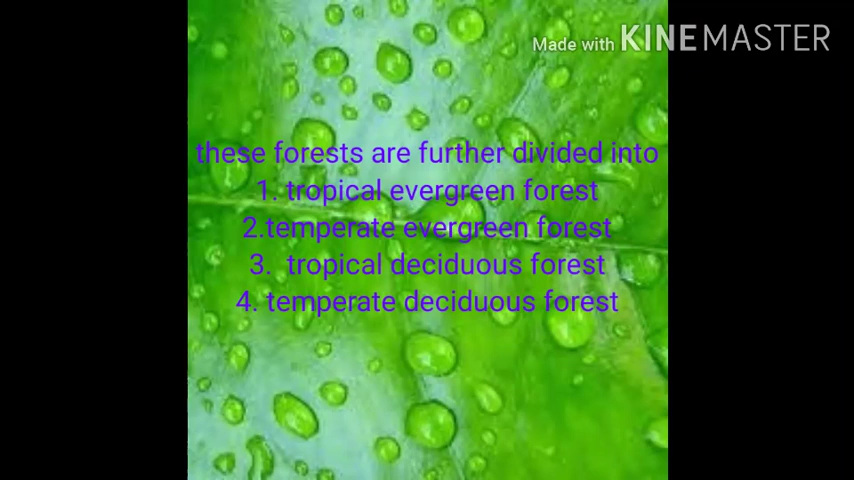 Made with KINEMASTER
these forests are further divided into
1. tropical evergreen forest
2.temperate evergreen forest
3. tropical deciduous forest
4. temperate deciduous forest